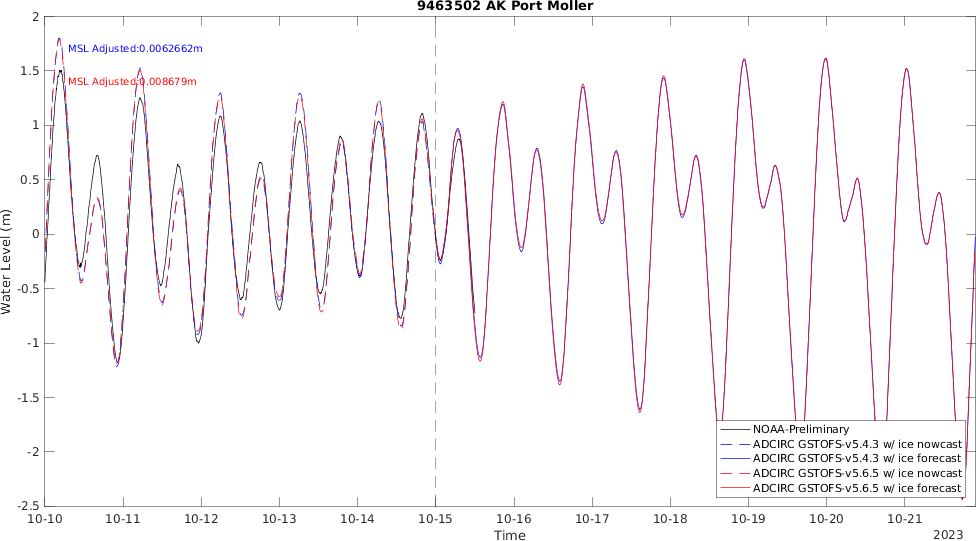 9463502 AK Port Moller
MSL Adjusted:0.0062662m
MSL Adjusted:0.008679m
Water Level (m)
2
1.5
1
0.5
0
-0.5
-1
-1.5
-2
-2.5
10-10 10-11 10-12 10-13 10-14 10-15 10-16 10-17 10-18 10-19 10-20 10-21
Time
2023
NOAA-Preliminary
ADCIRC GSTOFS-v5.4.3 w/ ice nowcast
ADCIRC GSTOFS-v5.4.3 w/ ice forecast
ADCIRC GSTOFS-v5.6.5 w/ ice nowcast
ADCIRC GSTOFS-v5.6.5 w/ ice forecast